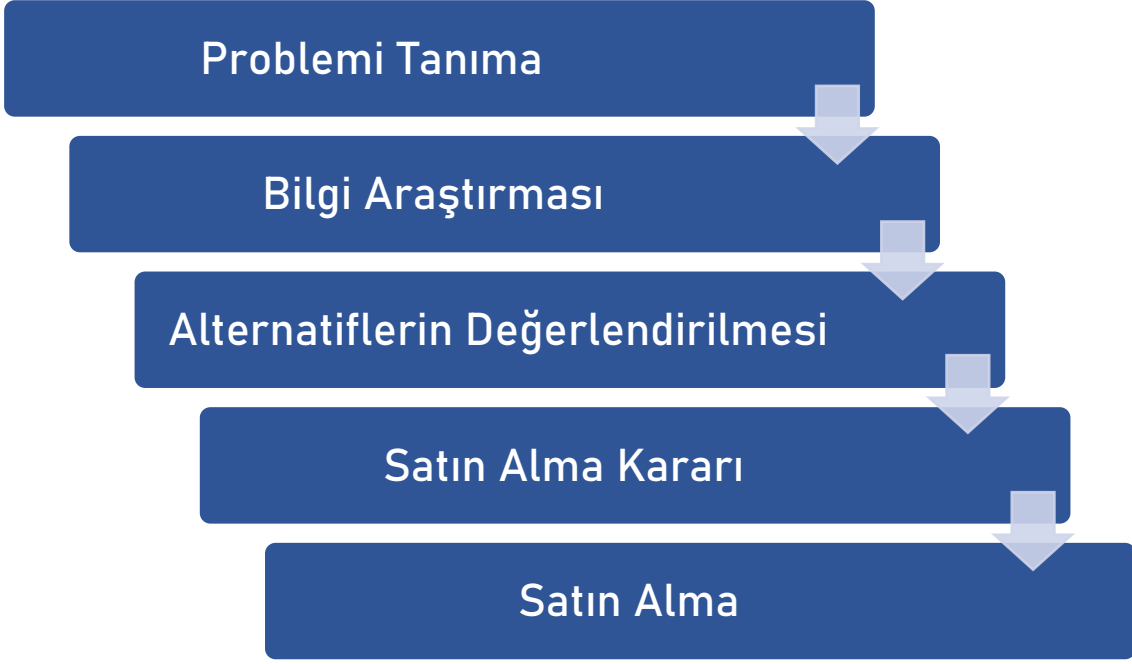 Problemi Tanıma
Bilgi Araştırması
Alternatiflerin Değerlendirilmesi
Satın Alma Kararı
Satın Alma